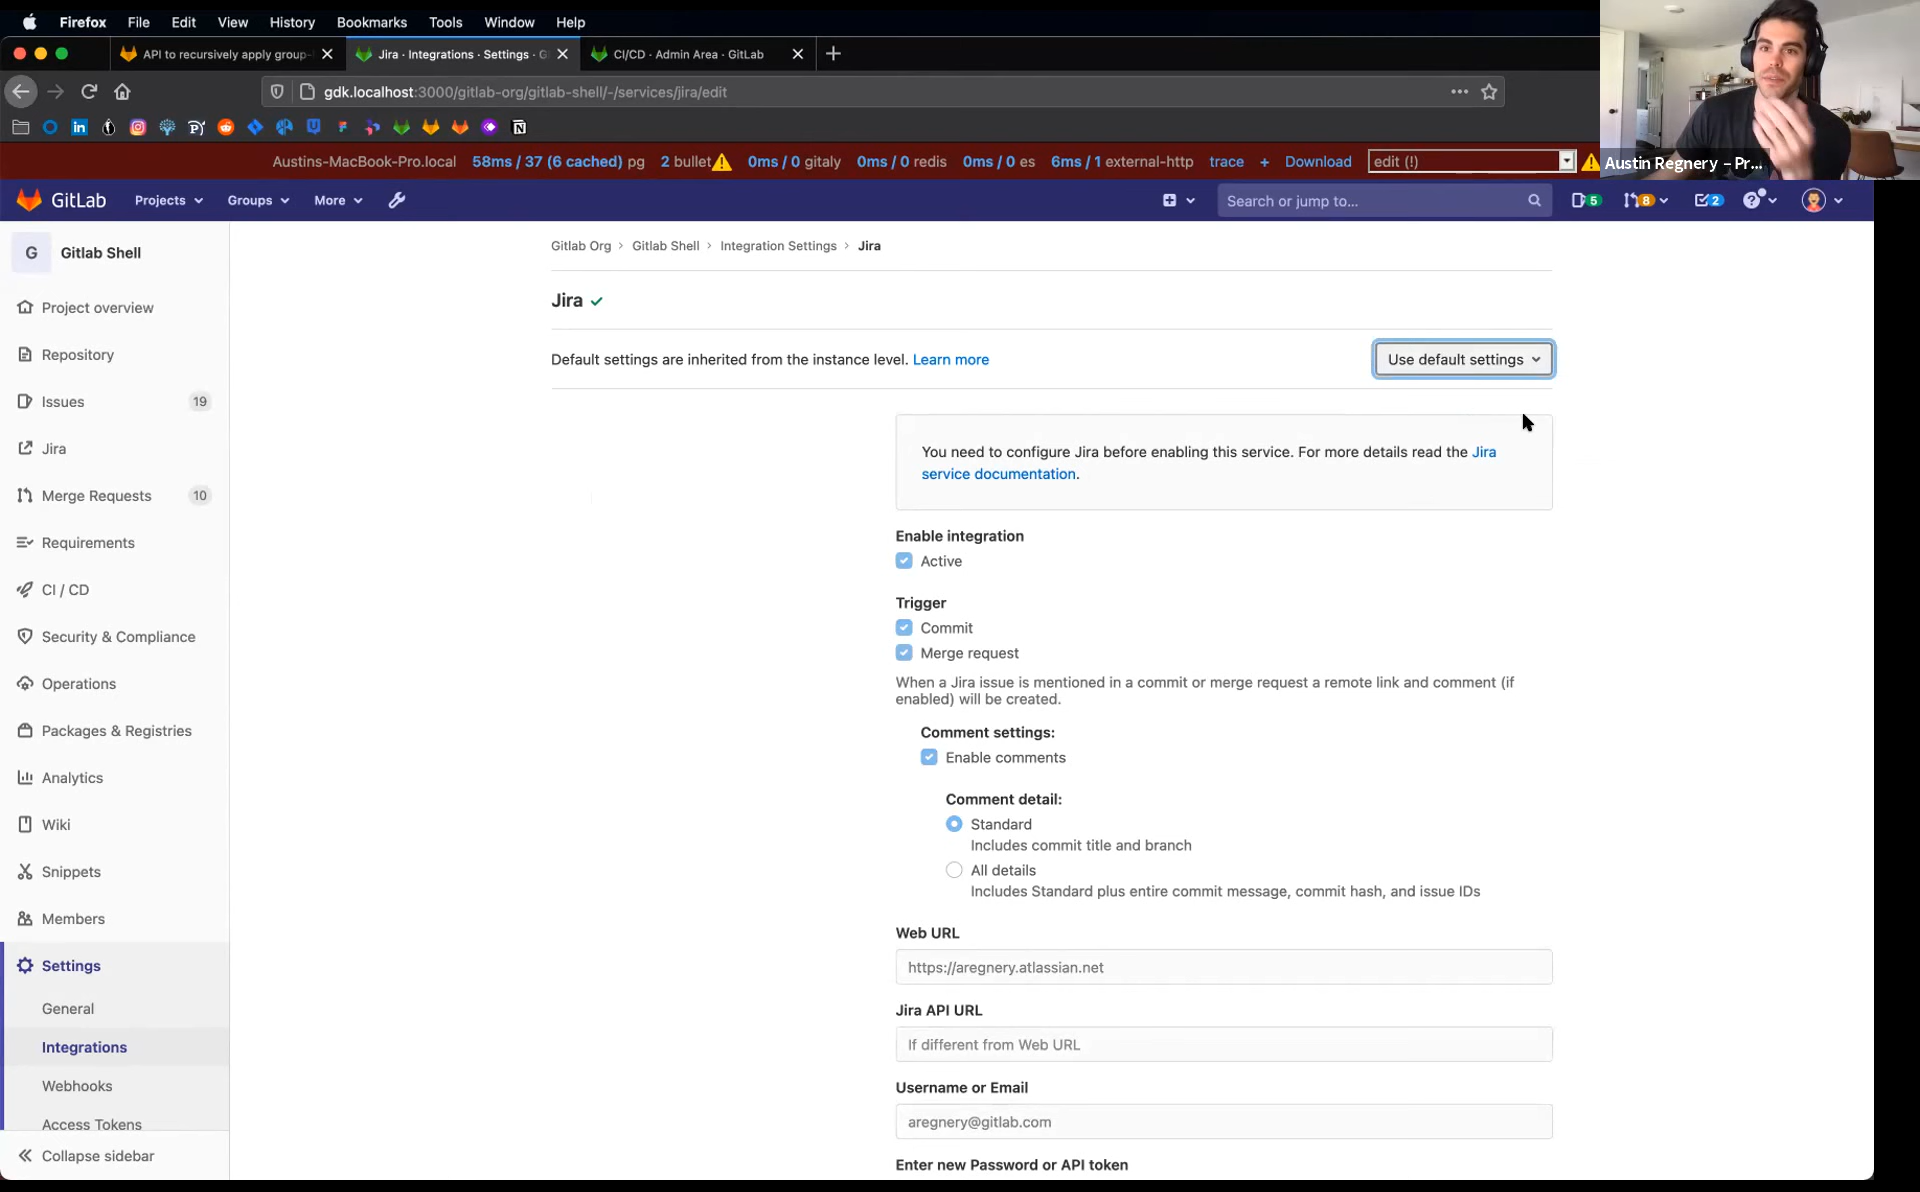 Firefox File Edit View History Bookmarks Tools Window Help
API to recursively apply group- Jira · Integrations · Settings · G CI/CD · Admin Area · GitLab
gdk.localhost:3000/gitlab-org/gitlab-shell/-/services/jira/edit
Austins-MacBook-Pro.local 58ms / 37 (6 cached) pg 2 bullet 0ms / 0 gitaly 0ms / 0 redis 0ms / 0 es 6ms / 1 external-http trace + Download edit (!)
Austin Regnery – Pr...
GitLab Projects Groups More Search or jump to... 5 8 2
G Gitlab Shell
Project overview
Repository
Issues 19
Jira
Merge Requests 10
Requirements
CI / CD
Security & Compliance
Operations
Packages & Registries
Analytics
Wiki
Snippets
Members
Settings
General
Integrations
Webhooks
Access Tokens
Collapse sidebar
Gitlab Org › Gitlab Shell › Integration Settings › Jira
Jira
Default settings are inherited from the instance level. Learn more
Use default settings
You need to configure Jira before enabling this service. For more details read the Jira
service documentation.
Enable integration
Active
Trigger
Commit
Merge request
When a Jira issue is mentioned in a commit or merge request a remote link and comment (if
enabled) will be created.
Comment settings:
Enable comments
Comment detail:
Standard
Includes commit title and branch
All details
Includes Standard plus entire commit message, commit hash, and issue IDs
Web URL
https://aregnery.atlassian.net
Jira API URL
If different from Web URL
Username or Email
aregnery@gitlab.com
Enter new Password or API token